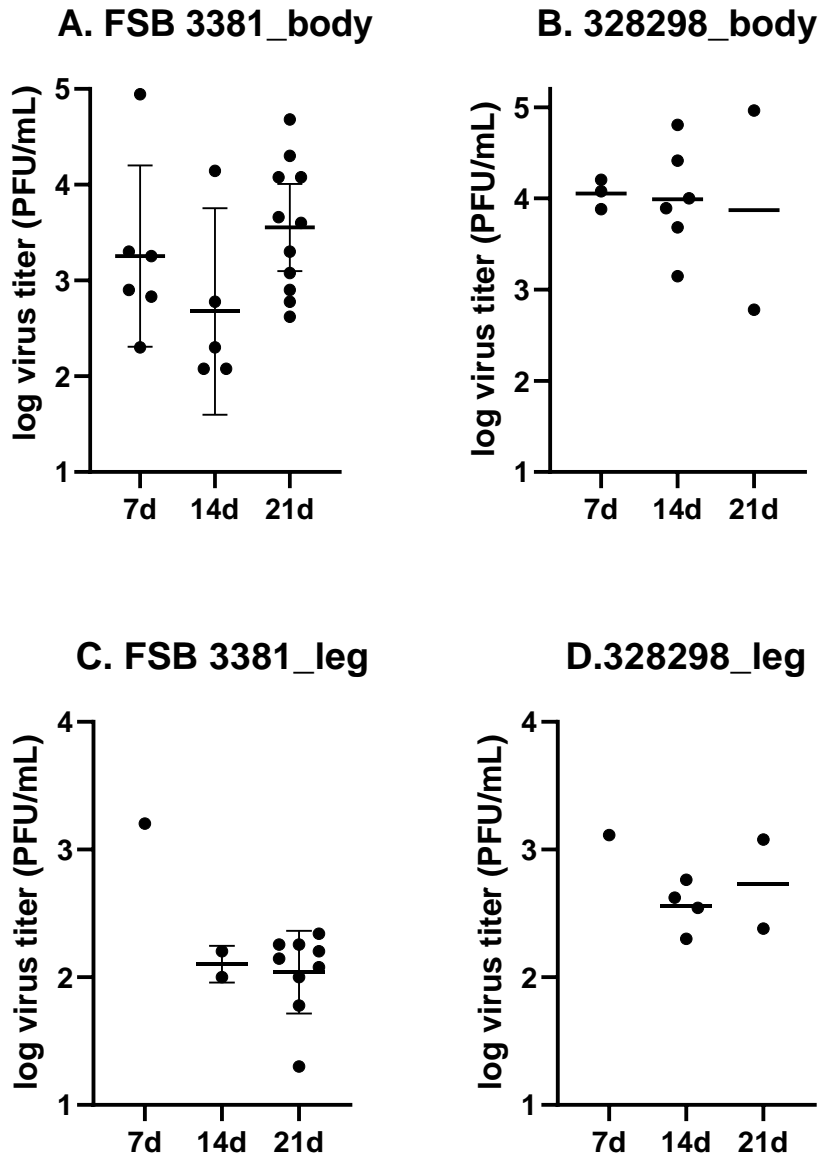 A. FSB 3381_body
log virus titer (PFU/mL)
5
4
3
2
1
7d 14d 21d
B. 328298_body
log virus titer (PFU/mL)
5
4
3
2
1
7d 14d 21d
C. FSB 3381_leg
log virus titer (PFU/mL)
4
3
2
1
7d 14d 21d
D.328298_leg
log virus titer (PFU/mL)
4
3
2
1
7d 14d 21d